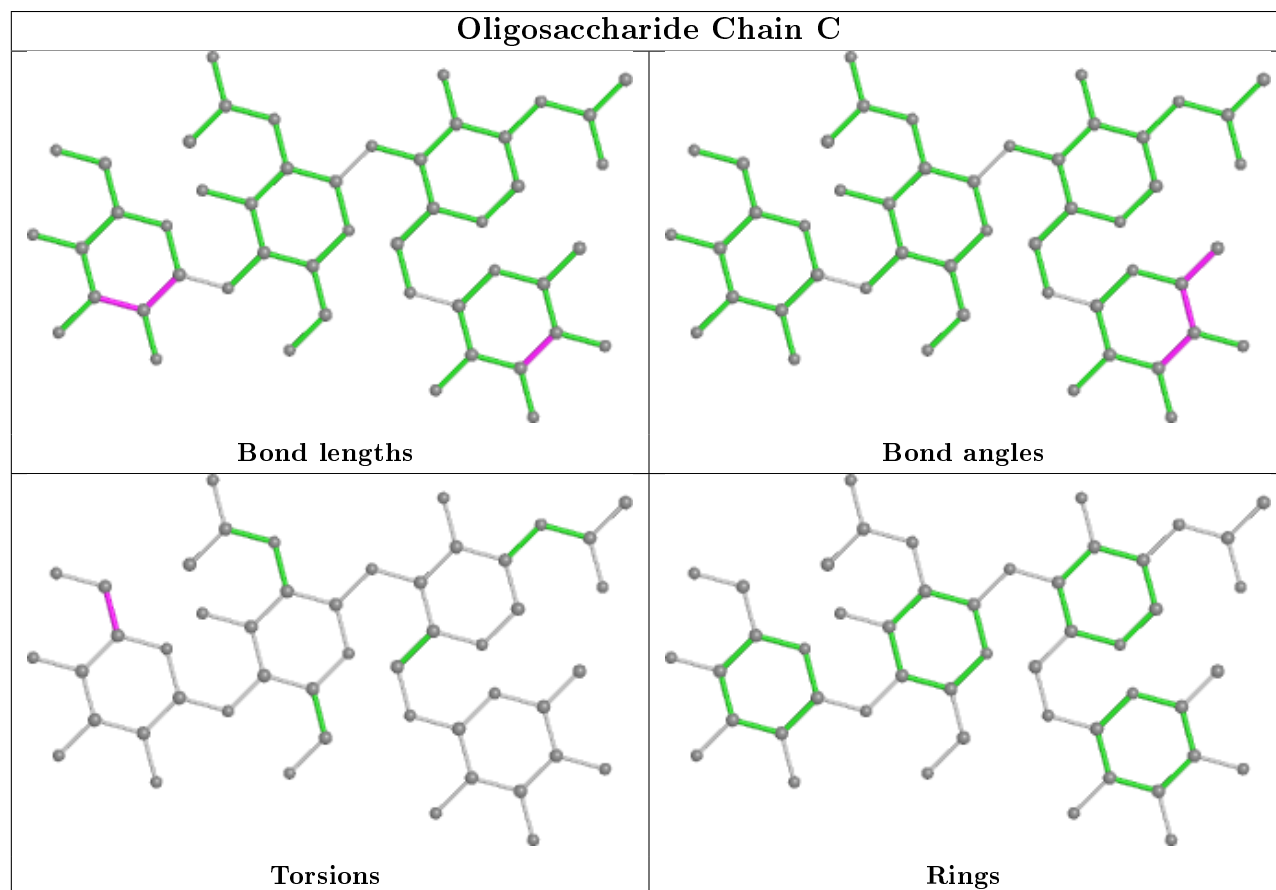 Oligosaccharide Chain C
Bond lengths
Bond angles
Torsions
Rings